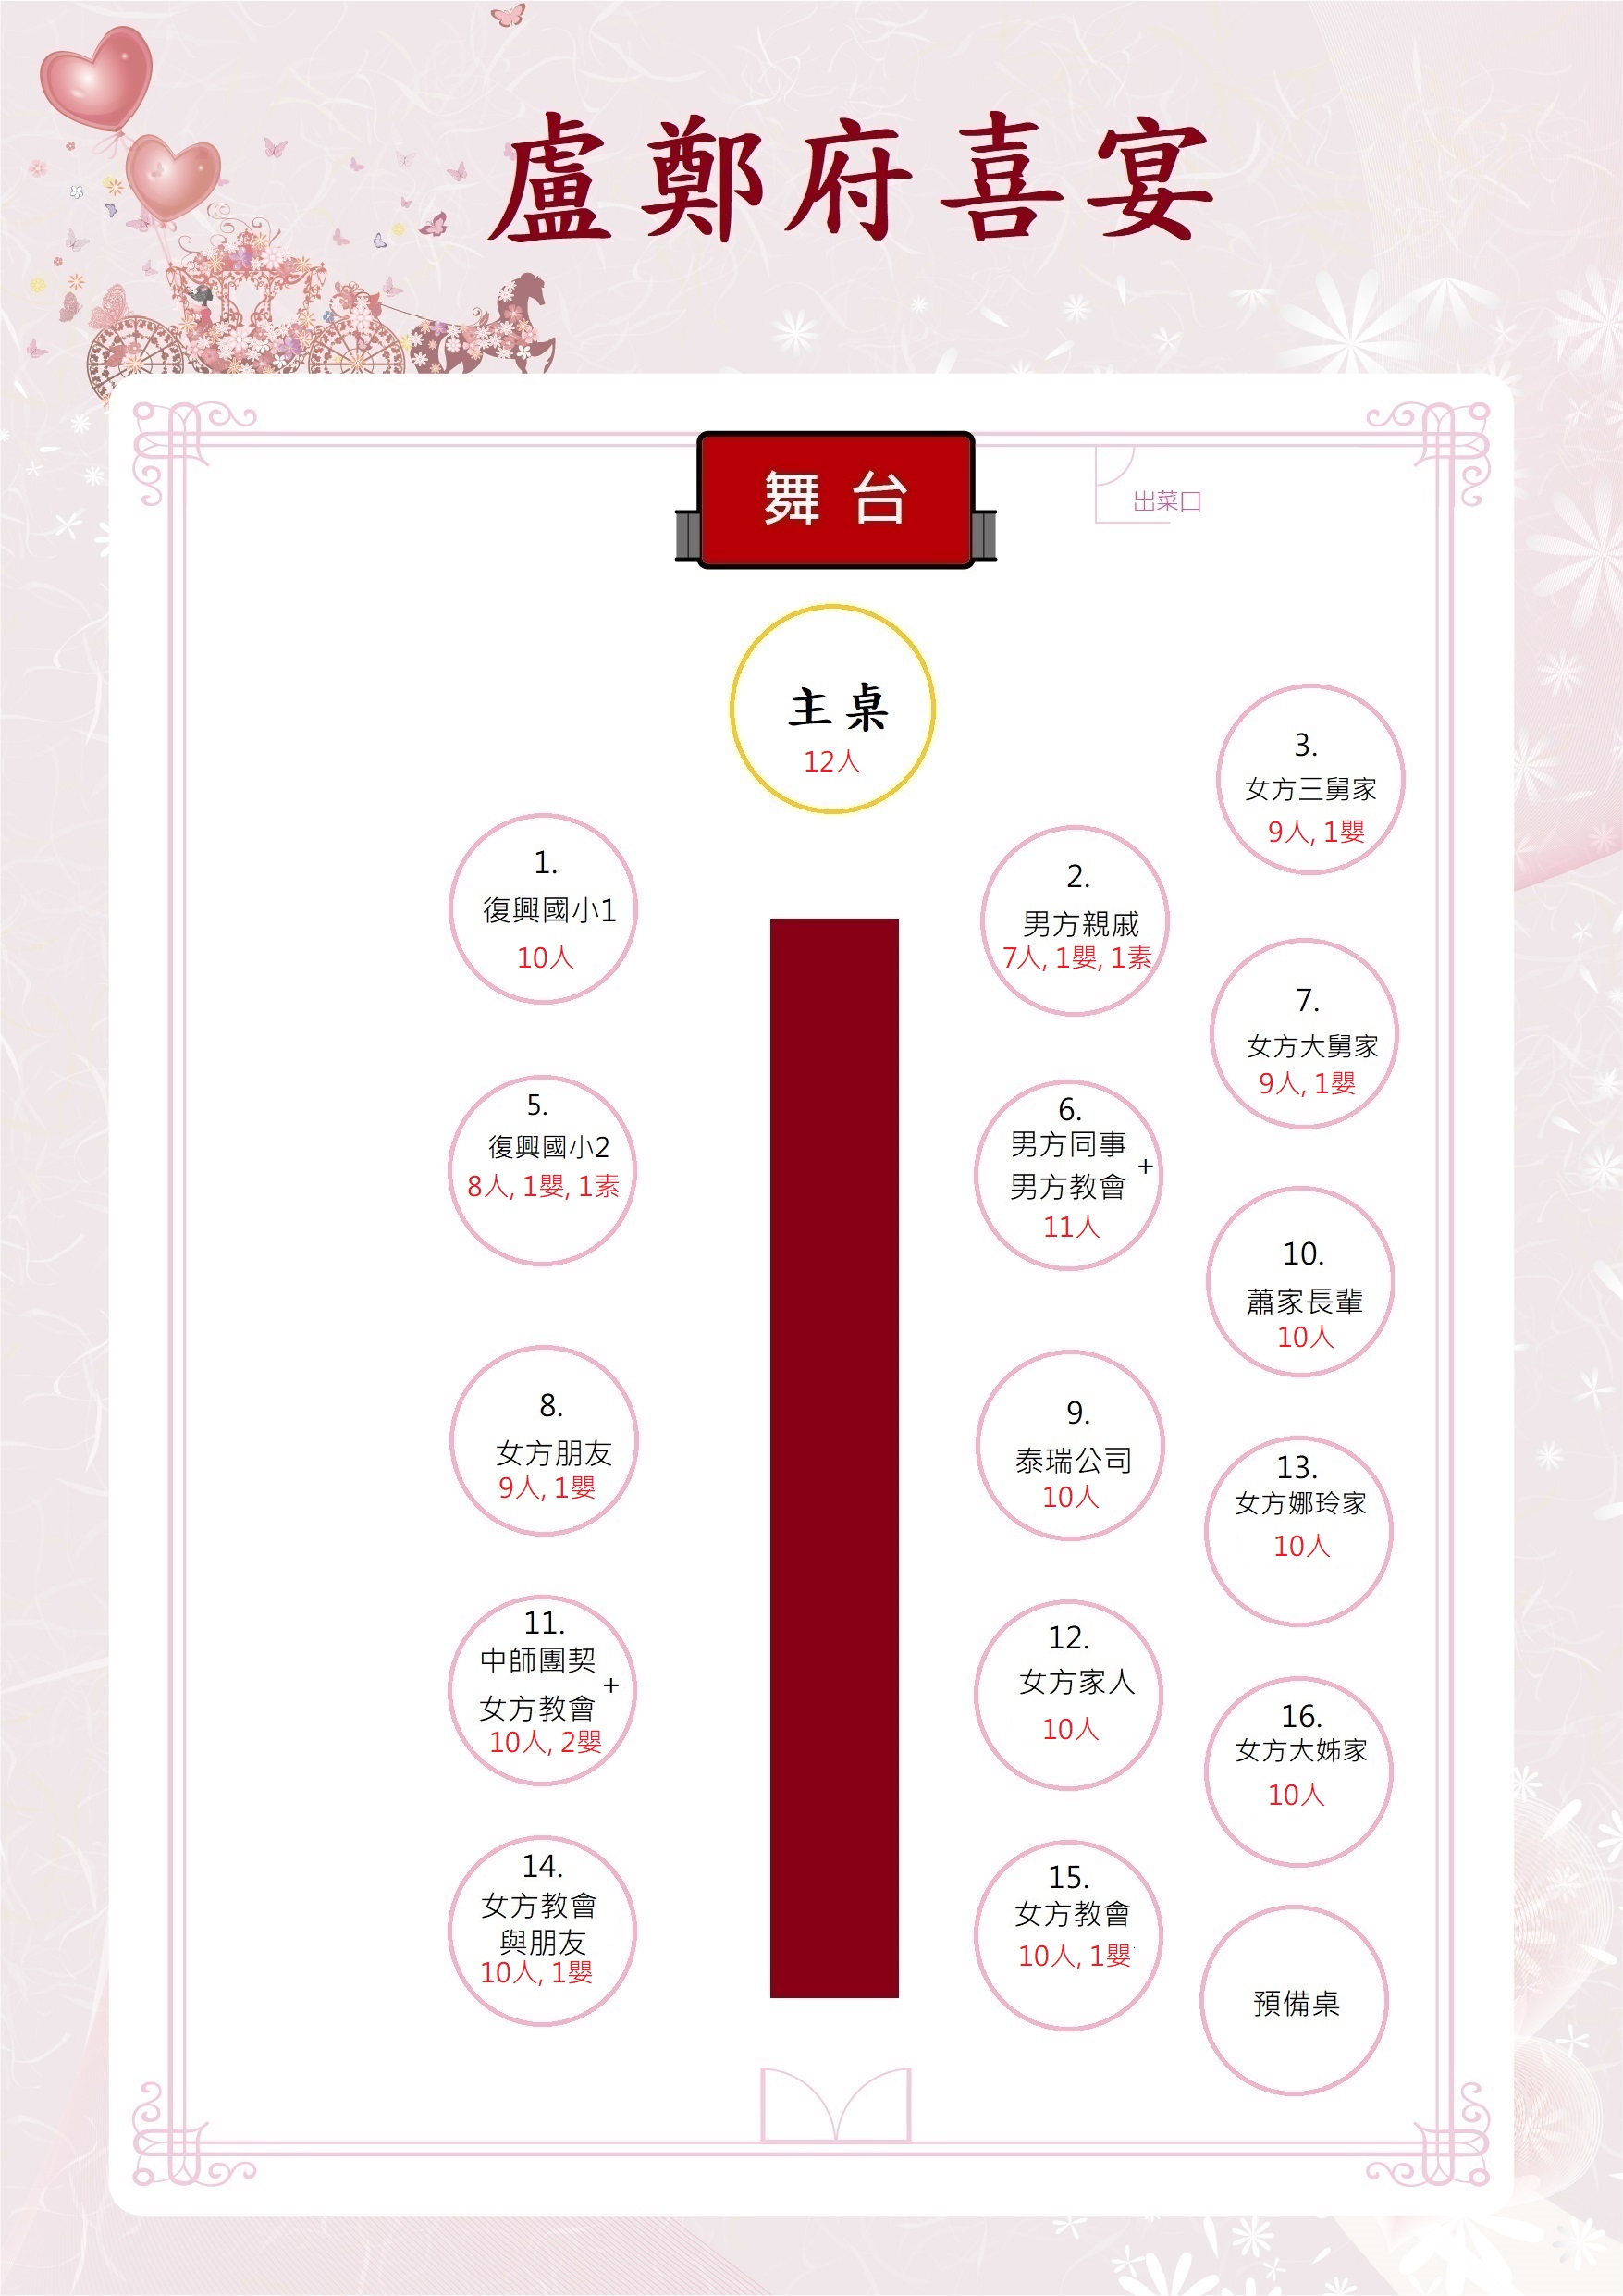 盧鄭府喜宴
舞台
出菜口
主桌
12人
1.
復興國小1
10人
2.
男方親戚
7人, 1嬰, 1素
3.
女方三舅家
9人, 1嬰
5.
復興國小2
8人, 1嬰, 1素
6.
男方同事
+
男方教會
11人
7.
女方大舅家
9人, 1嬰
8.
女方朋友
9人, 1嬰
9.
泰瑞公司
10人
10.
蕭家長輩
10人
11.
中師團契
+
女方教會
10人, 2嬰
12.
女方家人
10人
13.
女方娜玲家
10人
14.
女方教會
與朋友
10人, 1嬰
15.
女方教會
10人, 1嬰
16.
女方大姊家
10人
預備桌